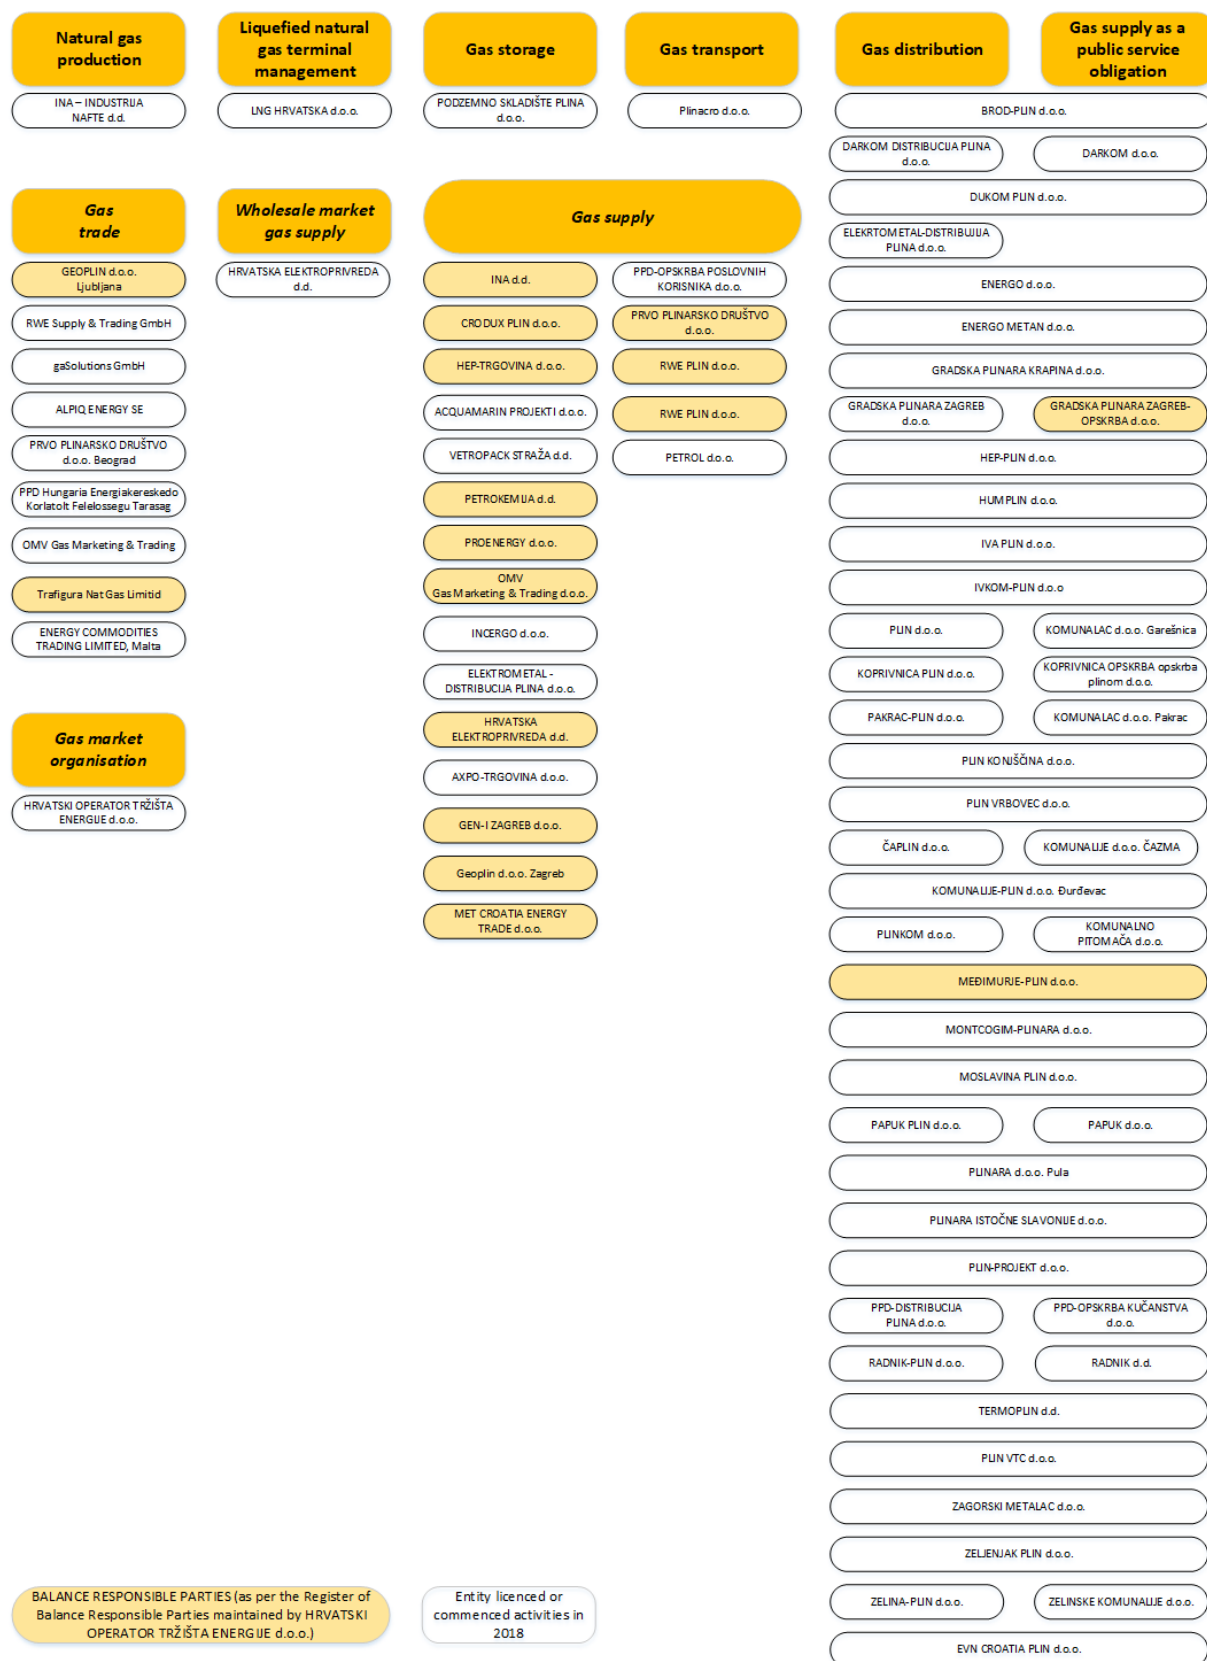 Natural gas
production
Liquefied natural
gas terminal
management
Gas storage
Gas transport
Gas distribution
Gas supply as a
public service
obligation
INA – INDUSTRIJA
NAFTE d.d.
LNG HRVATSKA d.o.o.
PODZEMNO SKLADIŠTE PLINA
d.o.o.
Plinacro d.o.o.
BROD-PLIN d.o.o.
DARKOM DISTRIBUCIJA PLINA
d.o.o.
DARKOM d.o.o.
DUKOM PLIN d.o.o.
ELEKRTOMETAL-DISTRIBUJIJA
PLINA d.o.o.
ENERGO d.o.o.
ENERGO METAN d.o.o.
GRADSKA PLINARA KRAPINA d.o.o.
GRADSKA PLINARA ZAGREB
d.o.o.
GRADSKA PLINARA ZAGREB-
OPSKRBA d.o.o.
HEP-PLIN d.o.o.
HUMPLIN d.o.o.
IVA PLIN d.o.o.
IVKOM-PLIN d.o.o
PLIN d.o.o.
KOMUNALAC d.o.o. Garešnica
KOPRIVNICA PLIN d.o.o.
KOPRIVNICA OPSKRBA opskrba
plinom d.o.o.
PAKRAC-PLIN d.o.o.
KOMUNALAC d.o.o. Pakrac
PLIN KONJŠČINA d.o.o.
PLIN VRBOVEC d.o.o.
ČAPLIN d.o.o.
KOMUNALIJE d.o.o. ČAZMA
KOMUNALIJE-PLIN d.o.o. Đurđevac
PLINKOM d.o.o.
KOMUNALNO
PITOMAČA d.o.o.
MEĐIMURJE-PLIN d.o.o.
MONTCOGIM-PLINARA d.o.o.
MOSLAVINA PLIN d.o.o.
PAPUK PLIN d.o.o.
PAPUK d.o.o.
PLINARA d.o.o. Pula
PLINARA ISTOČNE SLAVONIJE d.o.o.
PLIN-PROJEKT d.o.o.
PPD-DISTRIBUCIJA
PLINA d.o.o.
PPD-OPSKRBA KUČANSTVA
d.o.o.
RADNIK-PLIN d.o.o.
RADNIK d.d.
TERMOPLIN d.d.
PLIN VTC d.o.o.
ZAGORSKI METALAC d.o.o.
ZELJENJAK PLIN d.o.o.
ZELINA-PLIN d.o.o.
ZELINSKE KOMUNALIJE d.o.o.
EVN CROATIA PLIN d.o.o.
Gas
trade
GEOPLIN d.o.o.
Ljubljana
RWE Supply & Trading GmbH
gaSolutions GmbH
ALPIQ ENERGY SE
PRVO PLINARSKO DRUŠTVO
d.o.o. Beograd
PPD Hungaria Energiakereskedo
Korlatolt Felelossegu Tarasag
OMV Gas Marketing & Trading
Trafigura Nat Gas Limitid
ENERGY COMMODITIES
TRADING LIMITED, Malta
Wholesale market
gas supply
HRVATSKA ELEKTROPRIVREDA
d.d.
Gas supply
INA d.d.
CRODUX PLIN d.o.o.
HEP-TRGOVINA d.o.o.
ACQUAMARIN PROJEKTI d.o.o.
VETROPACK STRAŽA d.d.
PETROKEMIJA d.d.
PROENERGY d.o.o.
OMV
Gas Marketing & Trading d.o.o.
INCERGO d.o.o.
ELEKTROMETAL -
DISTRIBUCIJA PLINA d.o.o.
HRVATSKA
ELEKTROPRIVREDA d.d.
AXPO-TRGOVINA d.o.o.
GEN-I ZAGREB d.o.o.
Geoplin d.o.o. Zagreb
MET CROATIA ENERGY
TRADE d.o.o.
PPD-OPSKRBA POSLOVNIH
KORISNIKA d.o.o.
PRVO PLINARSKO DRUŠTVO
d.o.o.
RWE PLIN d.o.o.
RWE PLIN d.o.o.
PETROL d.o.o.
Gas market
organisation
HRVATSKI OPERATOR TRŽIŠTA
ENERGIJE d.o.o.
BALANCE RESPONSIBLE PARTIES (as per the Register of
Balance Responsible Parties maintained by HRVATSKI
OPERATOR TRŽIŠTA ENERGIJE d.o.o.)
Entity licenced or
commenced activities in
2018